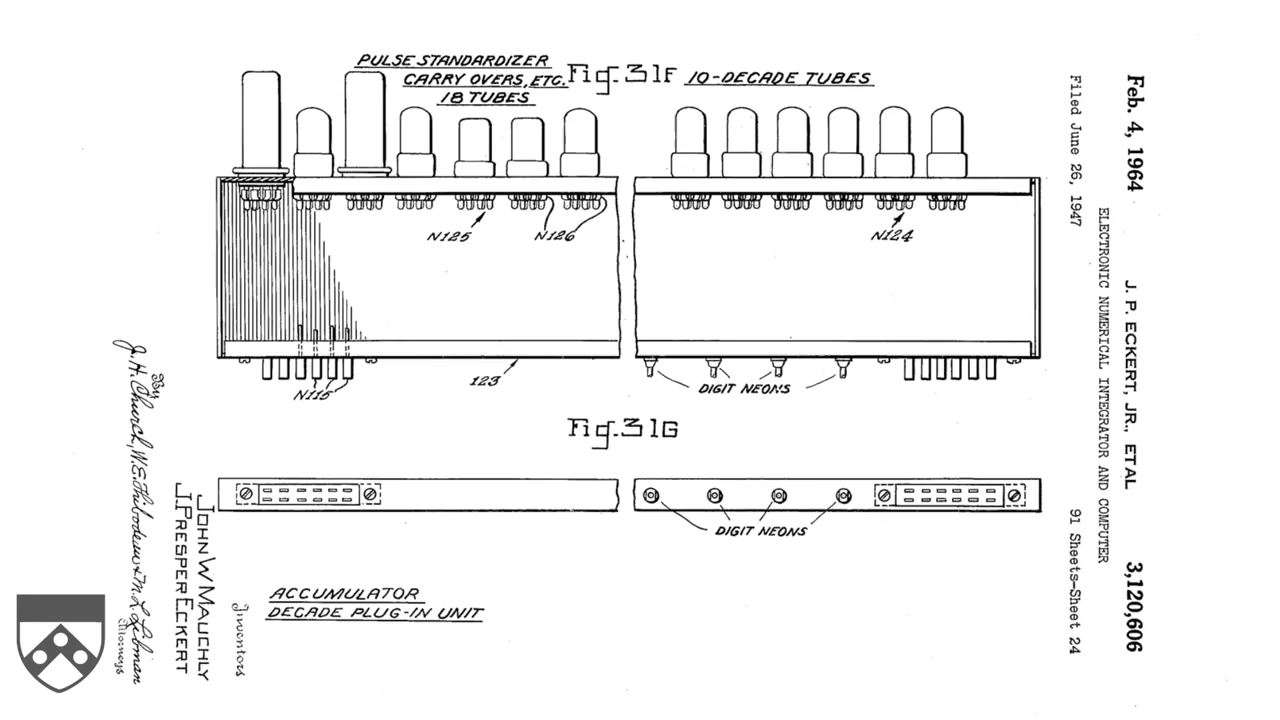 PULSE STANDARDIZER
CARRY OVERS, ETC.
18 TUBES
Fig. 31F
10-DECADE TUBES
N125
N126
N124
N115
123
DIGIT NEONS
Fig. 31G
DIGIT NEONS
ACCUMULATOR
DECADE PLUG-IN UNIT
Feb. 4, 1964
J. P. ECKERT, JR., ETAL
3,120,606
ELECTRONIC NUMERICAL INTEGRATOR AND COMPUTER
Filed June 26, 1947
91 Sheets-Sheet 24
Inventors
JOHN W MAUCHLY
J. PRESPER ECKERT
By
J. H. Church, W. E. Thibodeau & M. L. Libman
Attorneys